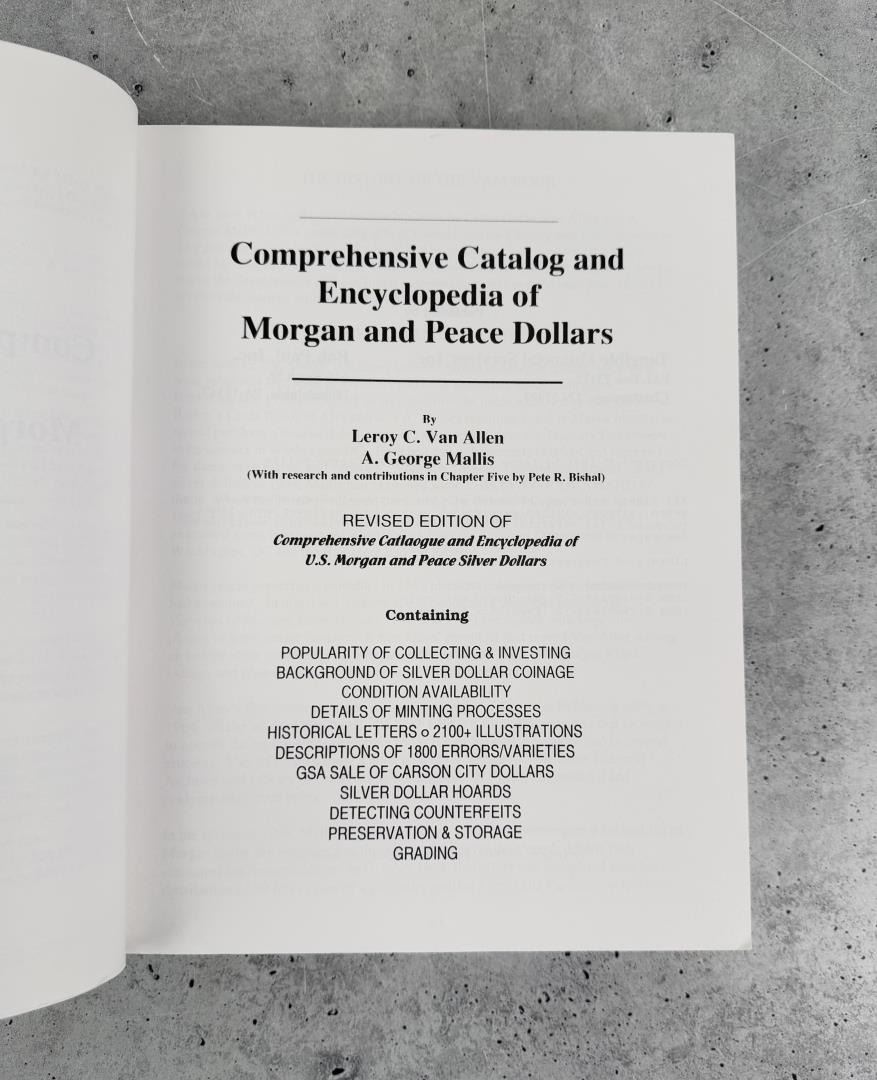 Comprehensive Catalog and
Encyclopedia of
Morgan and Peace Dollars
By
Leroy C. Van Allen
A. George Mallis
(With research and contributions in Chapter Five by Pete R. Bishal)
REVISED EDITION OF
Comprehensive Catlaogue and Encyclopedia of
U.S. Morgan and Peace Silver Dollars
Containing
POPULARITY OF COLLECTING & INVESTING
BACKGROUND OF SILVER DOLLAR COINAGE
CONDITION AVAILABILITY
DETAILS OF MINTING PROCESSES
HISTORICAL LETTERS o 2100+ ILLUSTRATIONS
DESCRIPTIONS OF 1800 ERRORS/VARIETIES
GSA SALE OF CARSON CITY DOLLARS
SILVER DOLLAR HOARDS
DETECTING COUNTERFEITS
PRESERVATION & STORAGE
GRADING